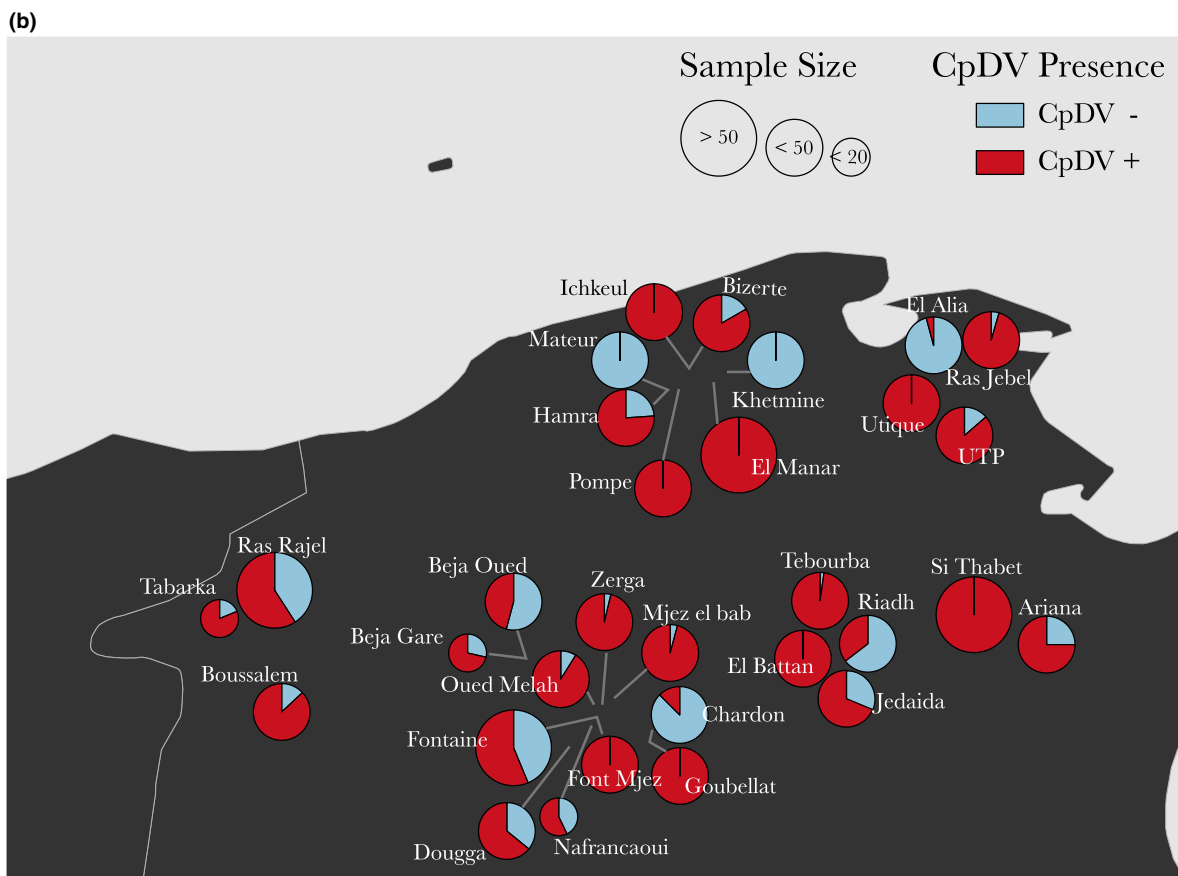 (b)
Sample Size
CpDV Presence
> 50
< 50
< 20
CpDV -
CpDV +
Ichkeul
Bizerte
El Alia
Mateur
Khetmine
Ras Jebel
Hamra
Utique
UTP
El Manar
Pompe
Ras Rajel
Tabarka
Beja Oued
Zerga
Tebourba
Si Thabet
Riadh
Ariana
Mjez el bab
Beja Gare
El Battan
Boussalem
Oued Melah
Jedaida
Chardon
Fontaine
Font Mjez
Goubellat
Dougga
Nafrancaoui